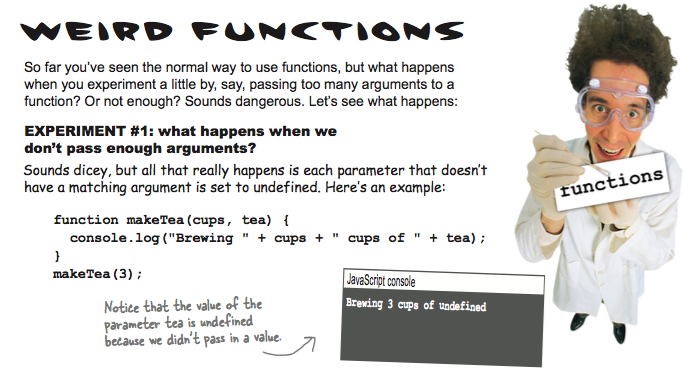 WEIRD FUNCTIONS
So far you've seen the normal way to use functions, but what happens
when you experiment a little by, say, passing too many arguments to a
function? Or not enough? Sounds dangerous. Let's see what happens:
EXPERIMENT #1: what happens when we
don't pass enough arguments?
Sounds dicey, but all that really happens is each parameter that doesn't
have a matching argument is set to undefined. Here's an example:
function makeTea(cups, tea) {
console.log("Brewing " + cups + " cups of " + tea);
}
makeTea(3);
Notice that the value of the
parameter tea is undefined
because we didn't pass in a value.
JavaScript console
Brewing 3 cups of undefined
functions